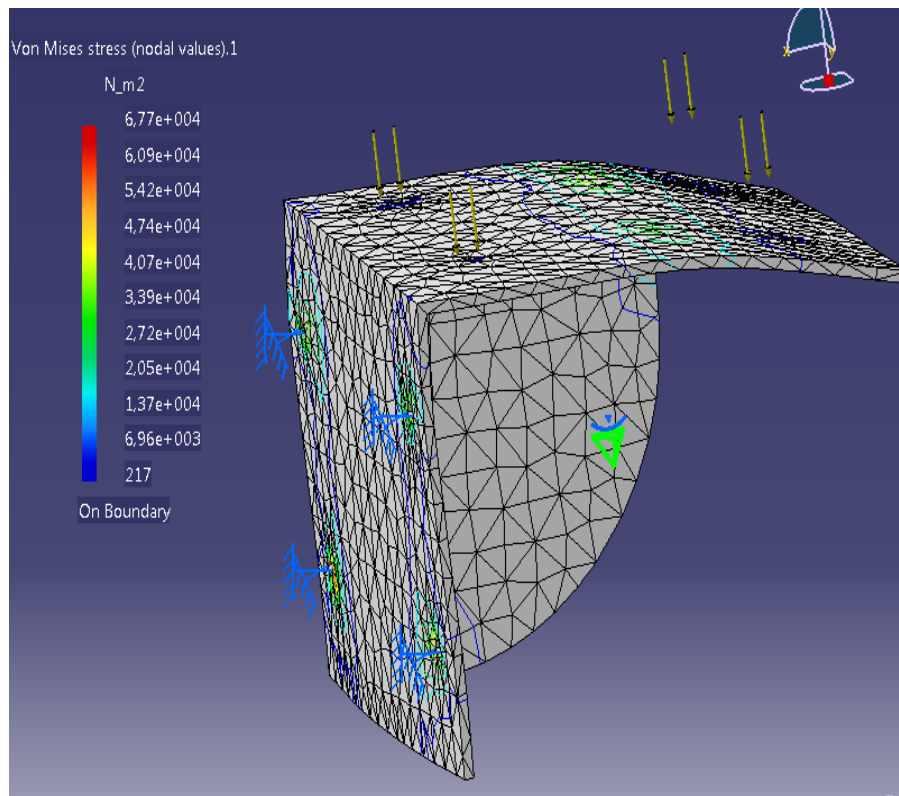 Von Mises stress (nodal values).1
N_m2
6,77e+004
6,09e+004
5,42e+004
4,74e+004
4,07e+004
3,39e+004
2,72e+004
2,05e+004
1,37e+004
6,96e+003
217
On Boundary
x
y